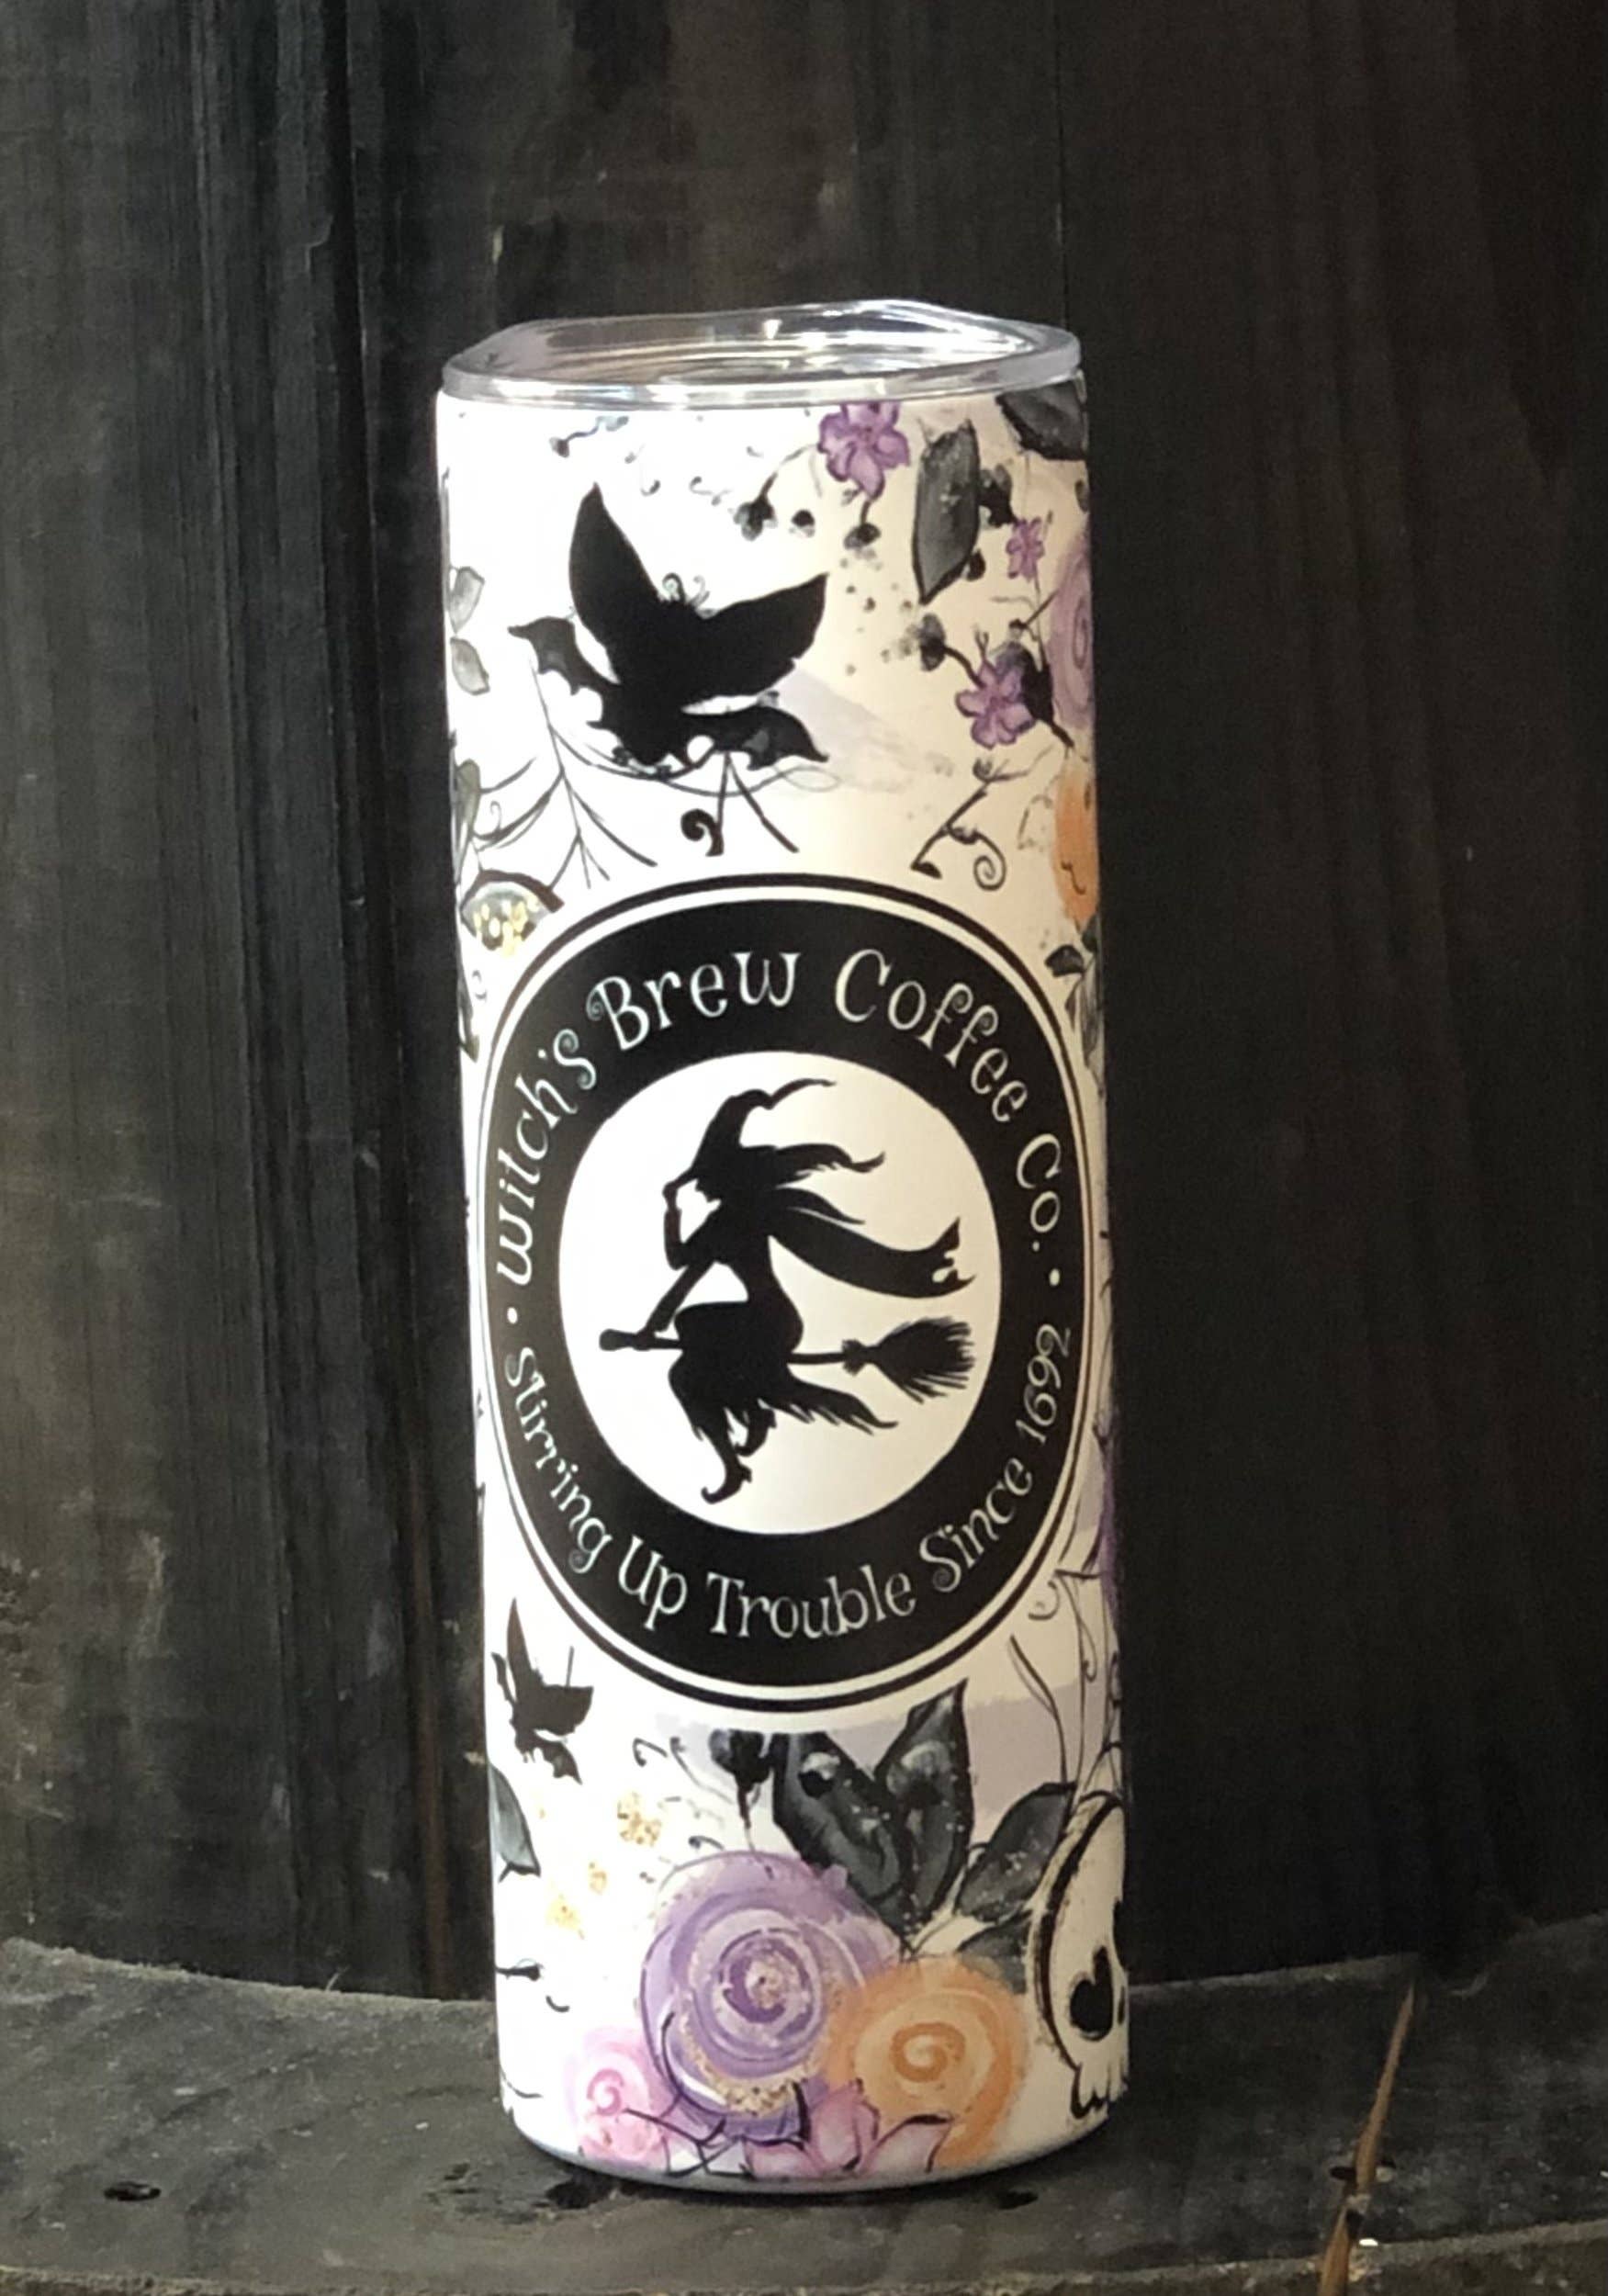 Witch's Brew Coffee Co.
Stirring Up Trouble Since 1692